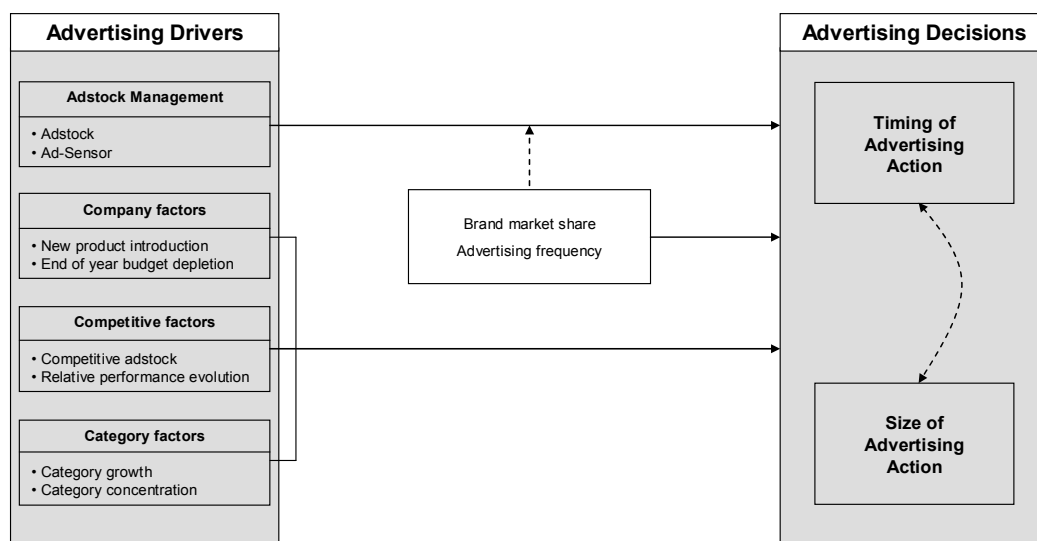 Advertising Drivers
Adstock Management
• Adstock
• Ad-Sensor
Company factors
• New product introduction
• End of year budget depletion
Competitive factors
• Competitive adstock
• Relative performance evolution
Category factors
• Category growth
• Category concentration
Brand market share
Advertising frequency
Advertising Decisions
Timing of
Advertising
Action
Size of
Advertising
Action